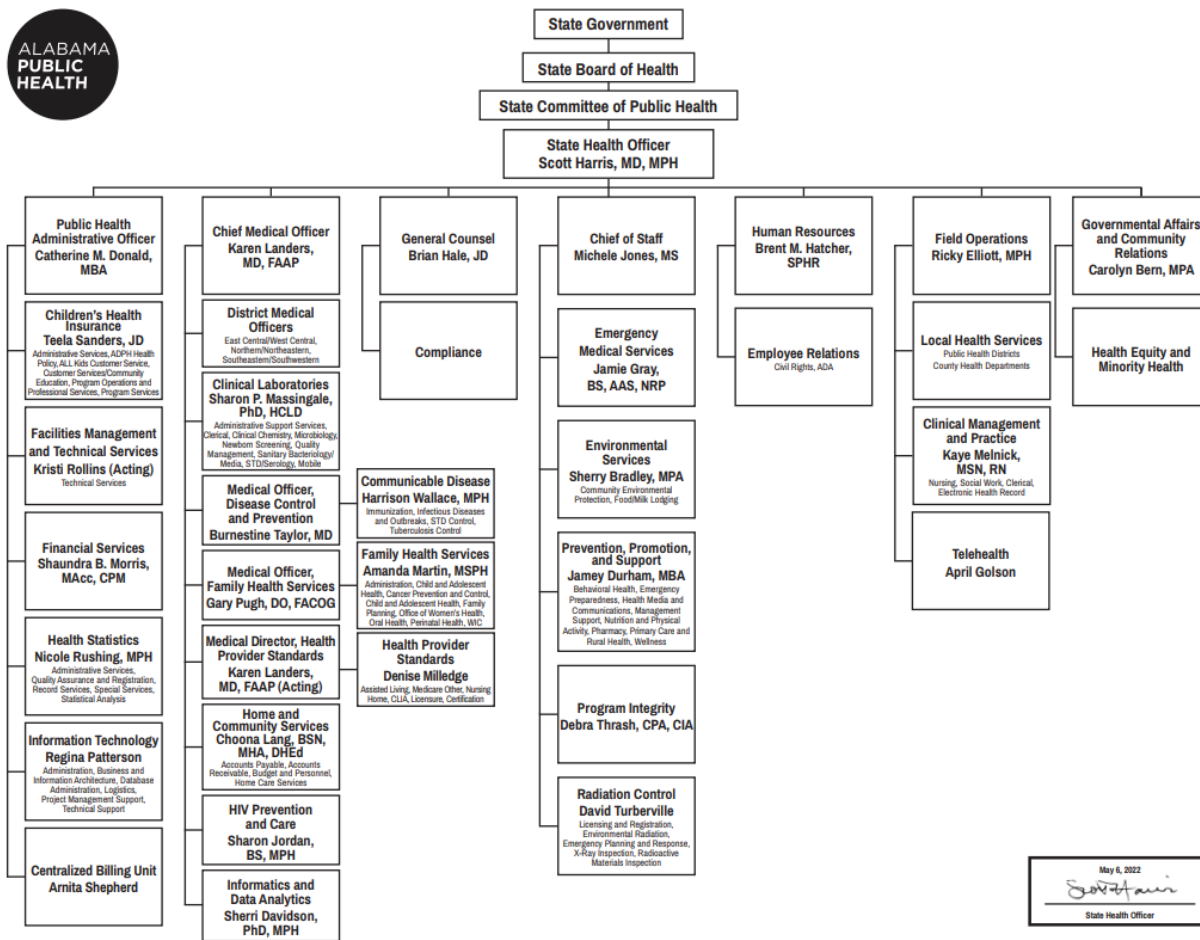 ALABAMA
PUBLIC
HEALTH
State Government
State Board of Health
State Committee of Public Health
State Health Officer
Scott Harris, MD, MPH
Public Health
Administrative Officer
Catherine M. Donald,
MBA
Children's Health
Insurance
Teela Sanders, JD
Administrative Services, ADPH Health
Policy, ALL Kids Customer Service,
Customer Services/Community
Education, Program Operations and
Professional Services, Program Services
Facilities Management
and Technical Services
Kristi Rollins (Acting)
Technical Services
Financial Services
Shaundra B. Morris,
MAcc, CPM
Health Statistics
Nicole Rushing, MPH
Administrative Services,
Quality Assurance and Registration,
Record Services, Special Services,
Statistical Analysis
Information Technology
Regina Patterson
Administration, Business and
Information Architecture, Database
Administration, Logistics,
Project Management Support,
Technical Support
Centralized Billing Unit
Arnita Shepherd
Chief Medical Officer
Karen Landers,
MD, FAAP
District Medical
Officers
East Central/West Central,
Northern/Northeastern,
Southeastern/Southwestern
Clinical Laboratories
Sharon P. Massingale,
PhD, HCLD
Administrative Support Services,
Clerical, Clinical Chemistry, Microbiology,
Newborn Screening, Quality
Management, Sanitary Bacteriology/
Media, STD/Serology, Mobile
Medical Officer,
Disease Control
and Prevention
Burnestine Taylor, MD
Communicable Disease
Harrison Wallace, MPH
Immunization, Infectious Diseases
and Outbreaks, STD Control,
Tuberculosis Control
Medical Officer,
Family Health Services
Gary Pugh, DO, FACOG
Family Health Services
Amanda Martin, MSPH
Administration, Child and Adolescent
Health, Cancer Prevention and Control,
Child and Adolescent Health, Family
Planning, Office of Women's Health,
Oral Health, Perinatal Health, WIC
Medical Director, Health
Provider Standards
Karen Landers,
MD, FAAP (Acting)
Health Provider
Standards
Denise Milledge
Assisted Living, Medicare Other, Nursing
Home, CLIA, Licensure, Certification
Home and
Community Services
Choona Lang, BSN,
MHA, DHEd
Accounts Payable, Accounts
Receivable, Budget and Personnel,
Home Care Services
HIV Prevention
and Care
Sharon Jordan,
BS, MPH
Informatics and
Data Analytics
Sherri Davidson,
PhD, MPH
General Counsel
Brian Hale, JD
Compliance
Chief of Staff
Michele Jones, MS
Emergency
Medical Services
Jamie Gray,
BS, AAS, NRP
Environmental
Services
Sherry Bradley, MPA
Community Environmental
Protection, Food/Milk Lodging
Prevention, Promotion,
and Support
Jamey Durham, MBA
Behavioral Health, Emergency
Preparedness, Health Media and
Communications, Management
Support, Nutrition and Physical
Activity, Pharmacy, Primary Care and
Rural Health, Wellness
Program Integrity
Debra Thrash, CPA, CIA
Radiation Control
David Turberville
Licensing and Registration,
Environmental Radiation,
Emergency Planning and Response,
X-Ray Inspection, Radioactive
Materials Inspection
Human Resources
Brent M. Hatcher,
SPHR
Employee Relations
Civil Rights, ADA
Field Operations
Ricky Elliott, MPH
Local Health Services
Public Health Districts
County Health Departments
Clinical Management
and Practice
Kaye Melnick,
MSN, RN
Nursing, Social Work, Clerical,
Electronic Health Record
Telehealth
April Golson
Governmental Affairs
and Community
Relations
Carolyn Bern, MPA
Health Equity and
Minority Health
May 6, 2022
State Health Officer